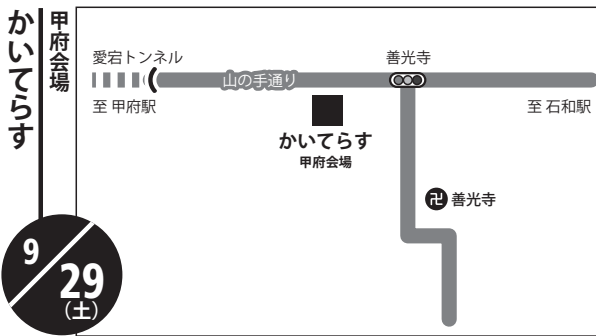 かいてらす
甲府会場
9/29
(土)
愛宕トンネル
善光寺
山の手通り
至 甲府駅
至 石和駅
かいてらす
甲府会場
卍 善光寺